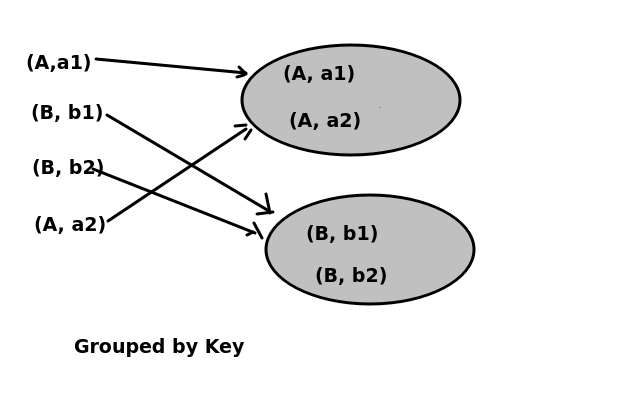 (A,a1)
(B, b1)
(B, b2)
(A, a2)
(A, a1)
(A, a2)
(B, b1)
(B, b2)
Grouped by Key